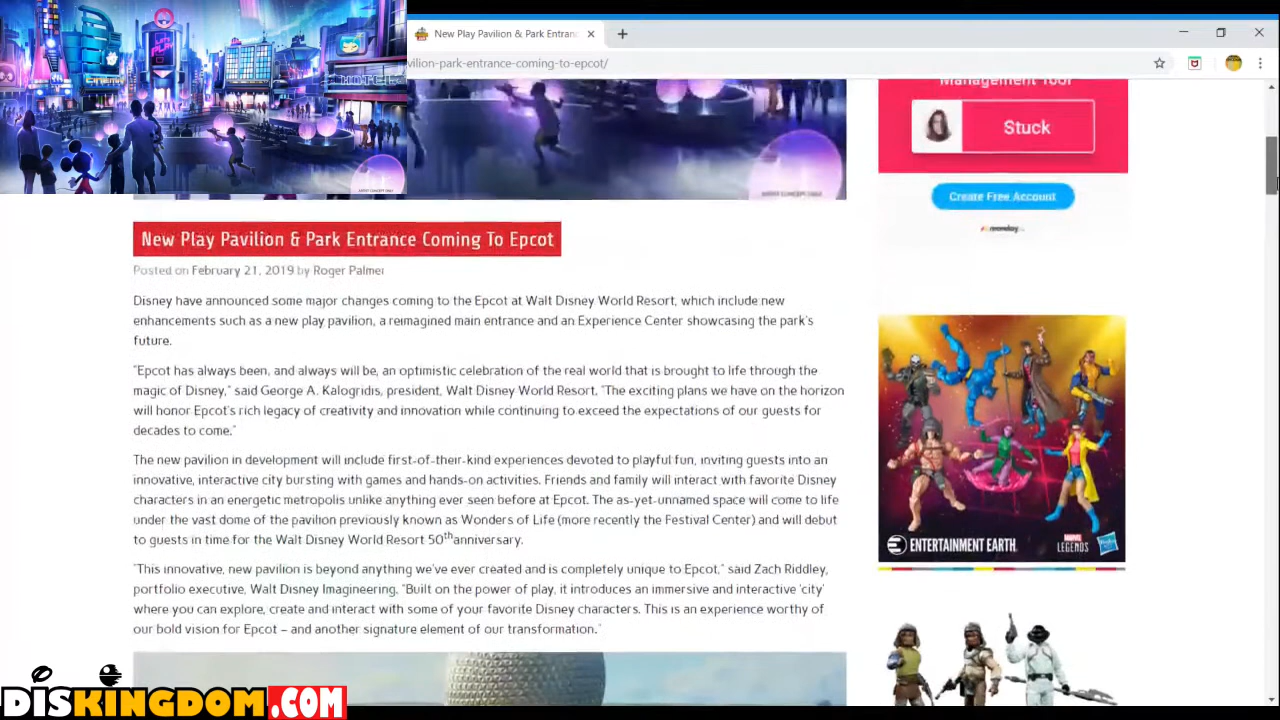 New Play Pavilion & Park Entran
vilion-park-entrance-coming-to-epcot/
HOTEL
Management Tool
Stuck
Create Free Account
monday
New Play Pavilion & Park Entrance Coming To Epcot
Posted on February 21, 2019 by Roger Palmer
Disney have announced some major changes coming to the Epcot at Walt Disney World Resort, which include new
enhancements such as a new play pavilion, a reimagined main entrance and an Experience Center showcasing the park's
future.
"Epcot has always been, and always will be, an optimistic celebration of the real world that is brought to life through the
magic of Disney," said George A. Kalogridis, president, Walt Disney World Resort. "The exciting plans we have on the horizon
will honor Epcot's rich legacy of creativity and innovation while continuing to exceed the expectations of our guests for
decades to come."
The new pavilion in development will include first-of-their-kind experiences devoted to playful fun, inviting guests into an
innovative, interactive city bursting with games and hands-on activities. Friends and family will interact with favorite Disney
characters in an energetic metropolis unlike anything ever seen before at Epcot. The as-yet-unnamed space will come to life
under the vast dome of the pavilion previously known as Wonders of Life (more recently the Festival Center) and will debut
to guests in time for the Walt Disney World Resort 50th anniversary.
"This innovative, new pavilion is beyond anything we've ever created and is completely unique to Epcot," said Zach Riddley,
portfolio executive, Walt Disney Imagineering. "Built on the power of play, it introduces an immersive and interactive 'city'
where you can explore, create and interact with some of your favorite Disney characters. This is an experience worthy of
our bold vision for Epcot – and another signature element of our transformation."
ENTERTAINMENT EARTH
MARVEL
LEGENDS
Hasbro
DISKINGDOM.COM